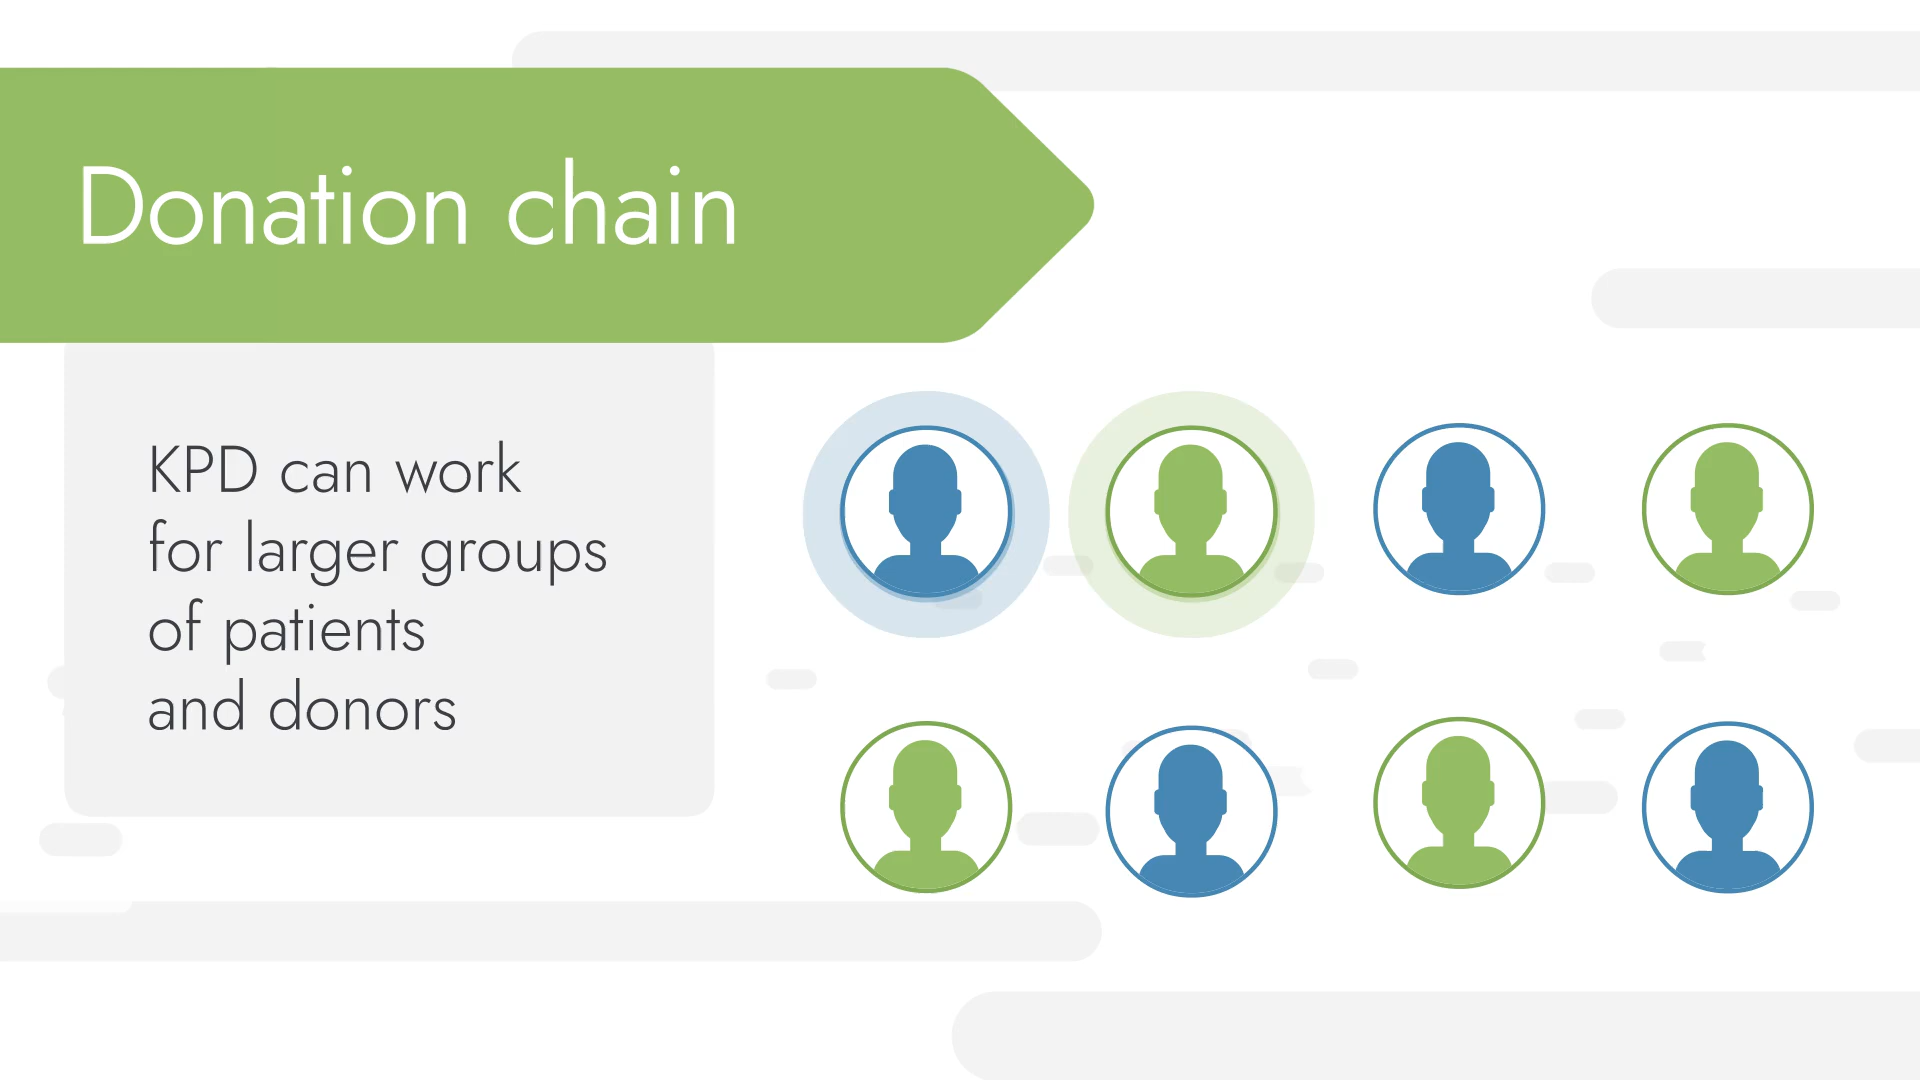 Donation chain
KPD can work
for larger groups
of patients
and donors